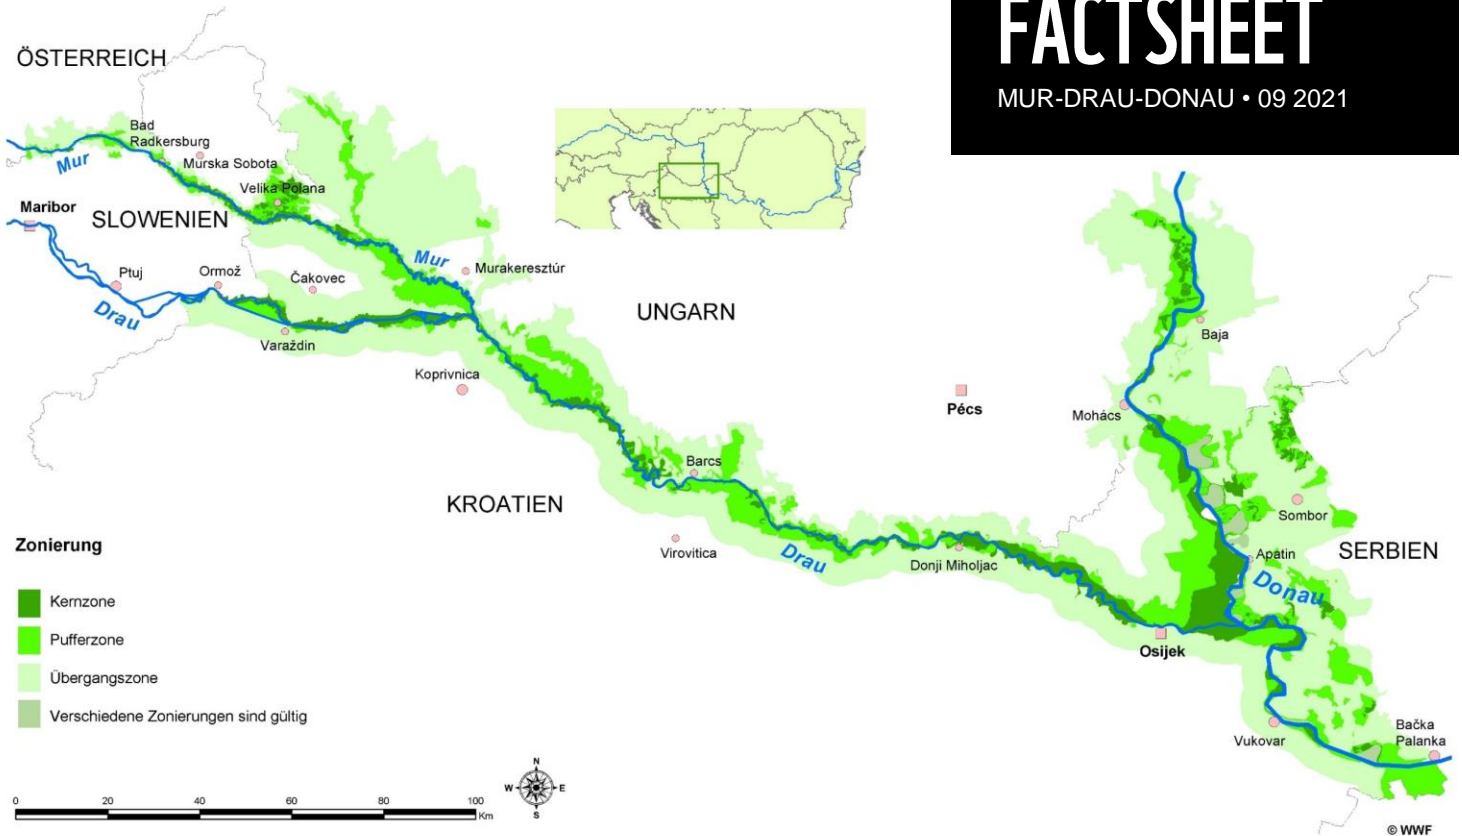 FACTSHEET
MUR-DRAU-DONAU • 09 2021
ÖSTERREICH
Bad
Radkersburg
Mur
Murska Sobota
Velika Polana
Maribor
SLOWENIEN
Ptuj
Ormož
Čakovec
Mur
Murakeresztúr
Drau
Varaždin
UNGARN
Koprivnica
Baja
Pécs
Mohács
Barcs
KROATIEN
Sombor
Virovitica
Drau
Donji Miholjac
Apatin
SERBIEN
Donau
Osijek
Vukovar
Bačka
Palanka
Zonierung
Kernzone
Pufferzone
Übergangszone
Verschiedene Zonierungen sind gültig
0 20 40 60 80 100
Km
N
W E
S
© WWF